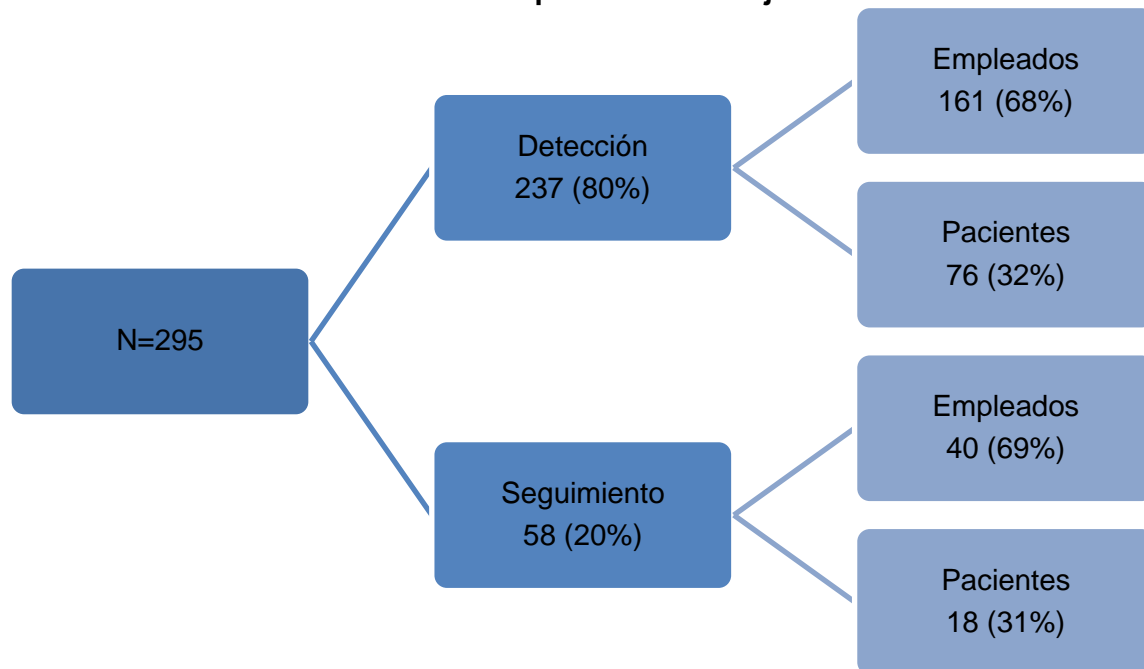 Empleados
161 (68%)
Detección
237 (80%)
Pacientes
76 (32%)
N=295
Empleados
40 (69%)
Seguimiento
58 (20%)
Pacientes
18 (31%)